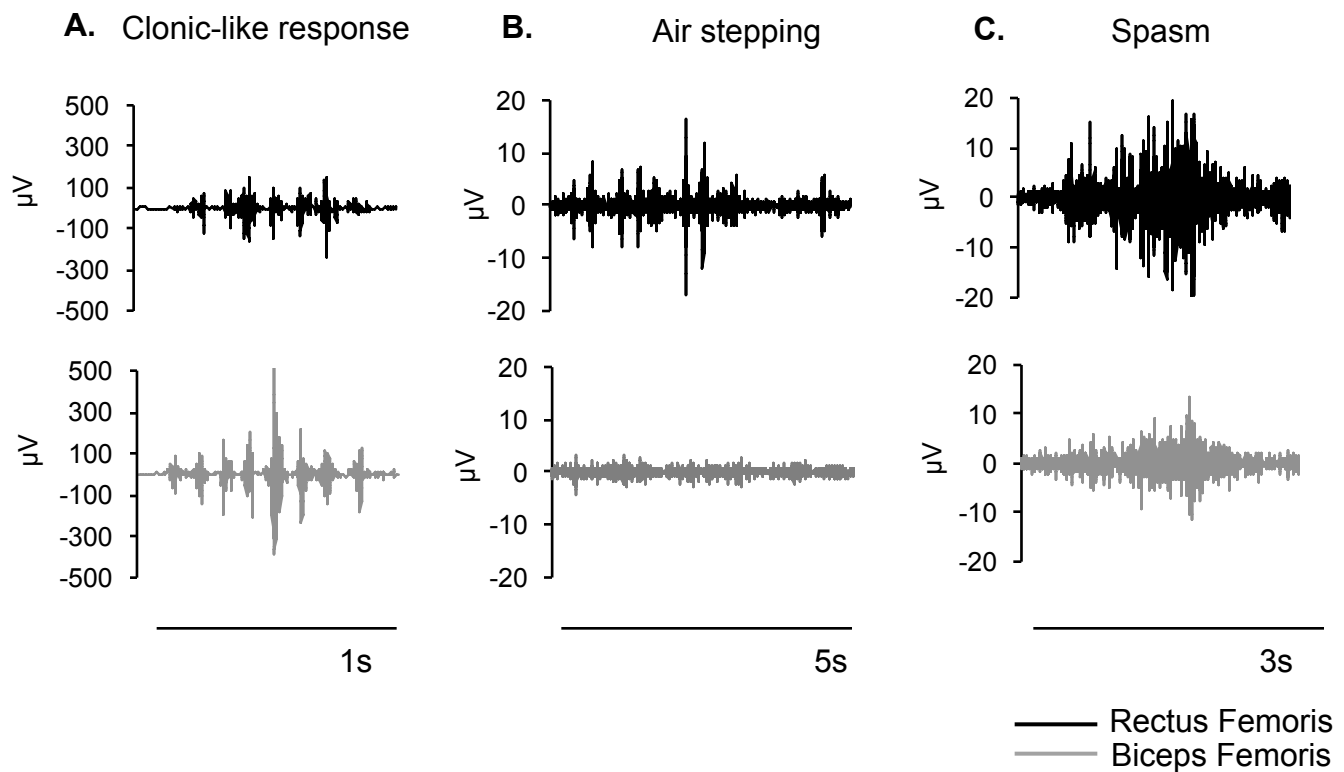 A. Clonic-like response
B. Air stepping
C. Spasm
500
300
100
-100
-300
-500
µV
20
10
0
-10
-20
µV
20
10
0
-10
-20
µV
500
300
100
-100
-300
-500
µV
20
10
0
-10
-20
µV
20
10
0
-10
-20
µV
1s
5s
3s
Rectus Femoris
Biceps Femoris